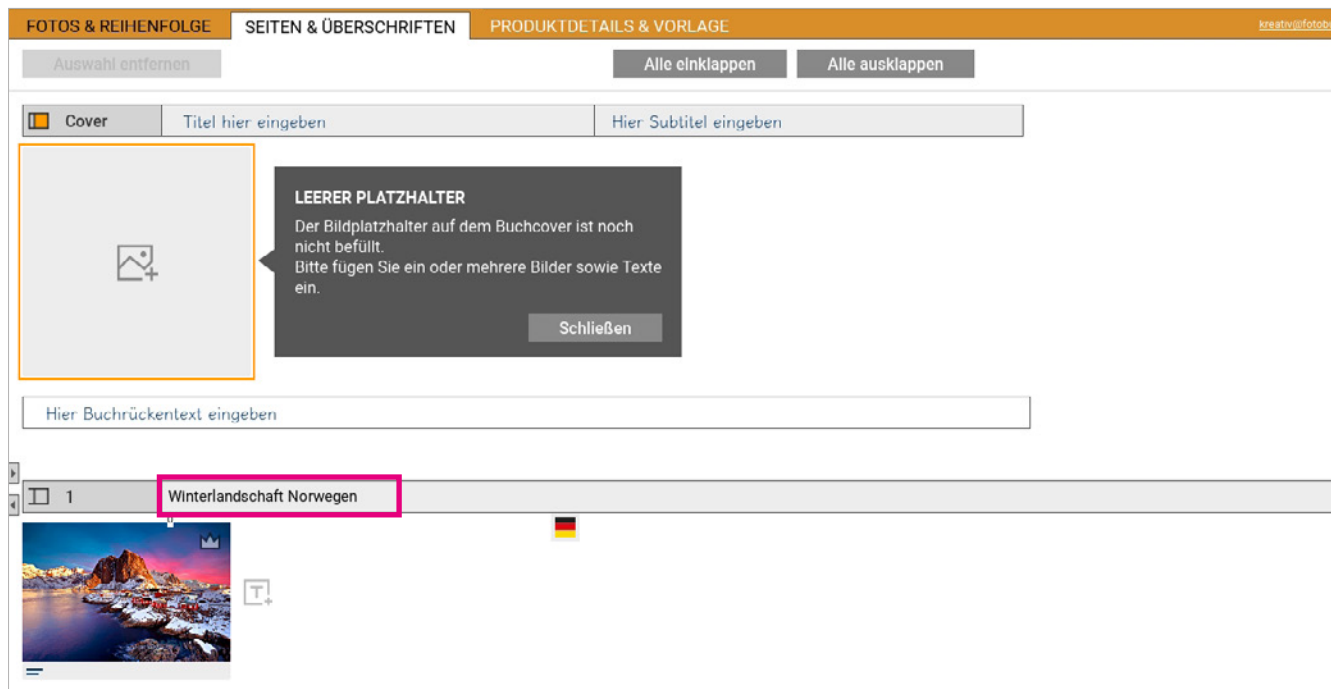 FOTOS & REIHENFOLGE
SEITEN & ÜBERSCHRIFTEN
PRODUKTDETAILS & VORLAGE
kreativ@fotobu
Auswahl entfernen
Alle einklappen
Alle ausklappen
Cover
Titel hier eingeben
Hier Subtitel eingeben
LEERER PLATZHALTER
Der Bildplatzhalter auf dem Buchcover ist noch
nicht befüllt.
Bitte fügen Sie ein oder mehrere Bilder sowie Texte
ein.
Schließen
Hier Buchrückentext eingeben
1
Winterlandschaft Norwegen